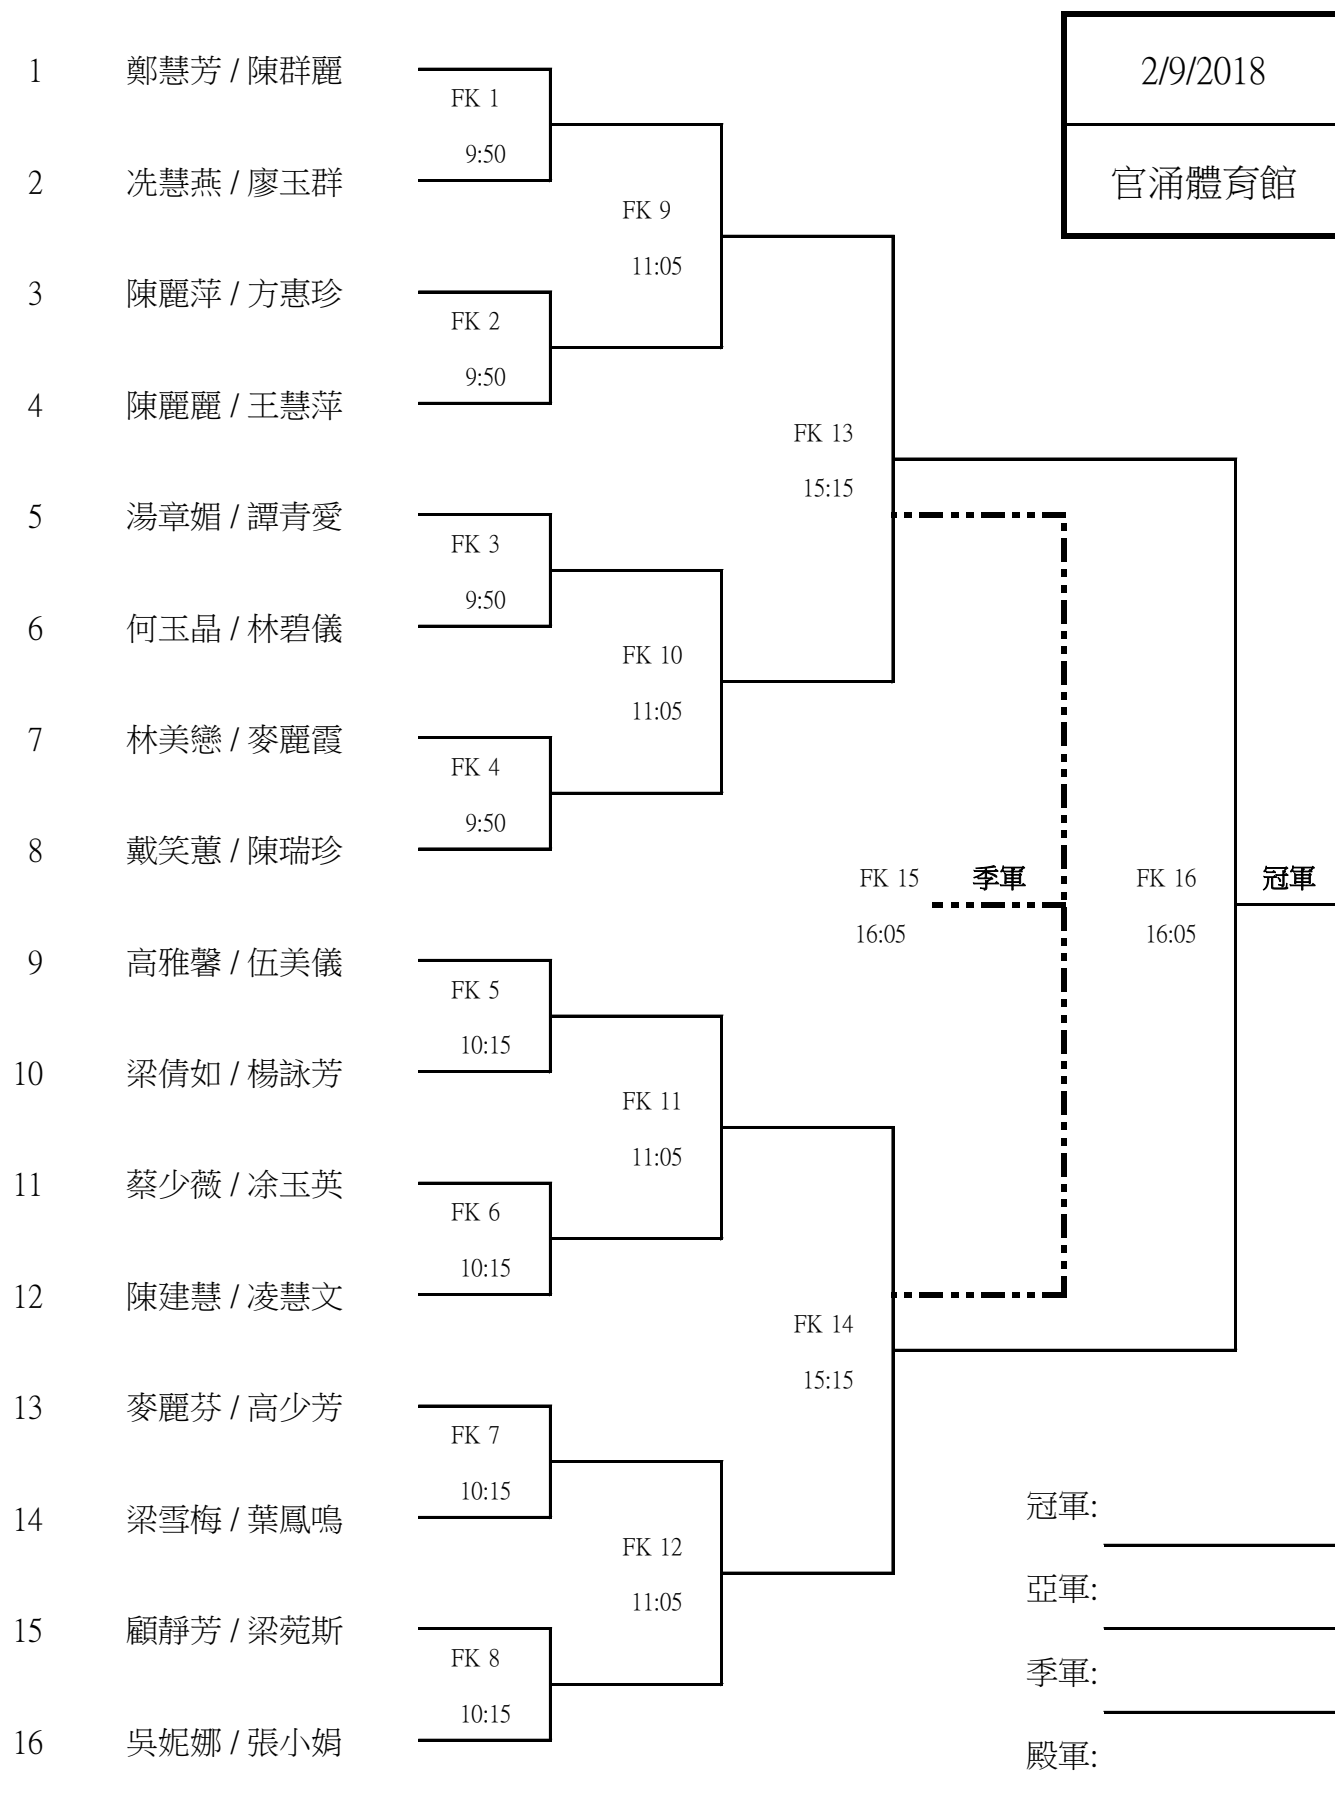 2/9/2018
官涌體育館
1 鄭慧芳 / 陳群麗
FK 1
9:50
2 冼慧燕 / 廖玉群
FK 9
11:05
3 陳麗萍 / 方惠珍
FK 2
9:50
4 陳麗麗 / 王慧萍
FK 13
15:15
5 湯章媚 / 譚青愛
FK 3
9:50
6 何玉晶 / 林碧儀
FK 10
11:05
7 林美戀 / 麥麗霞
FK 4
9:50
8 戴笑蕙 / 陳瑞珍
FK 15 季軍 FK 16 冠軍
16:05 16:05
9 高雅馨 / 伍美儀
FK 5
10:15
10 梁倩如 / 楊詠芳
FK 11
11:05
11 蔡少薇 / 凃玉英
FK 6
10:15
12 陳建慧 / 凌慧文
FK 14
15:15
13 麥麗芬 / 高少芳
FK 7
10:15
14 梁雪梅 / 葉鳳鳴
FK 12
11:05
15 顧靜芳 / 梁菀斯
FK 8
10:15
16 吳妮娜 / 張小娟
冠軍:
亞軍:
季軍:
殿軍: